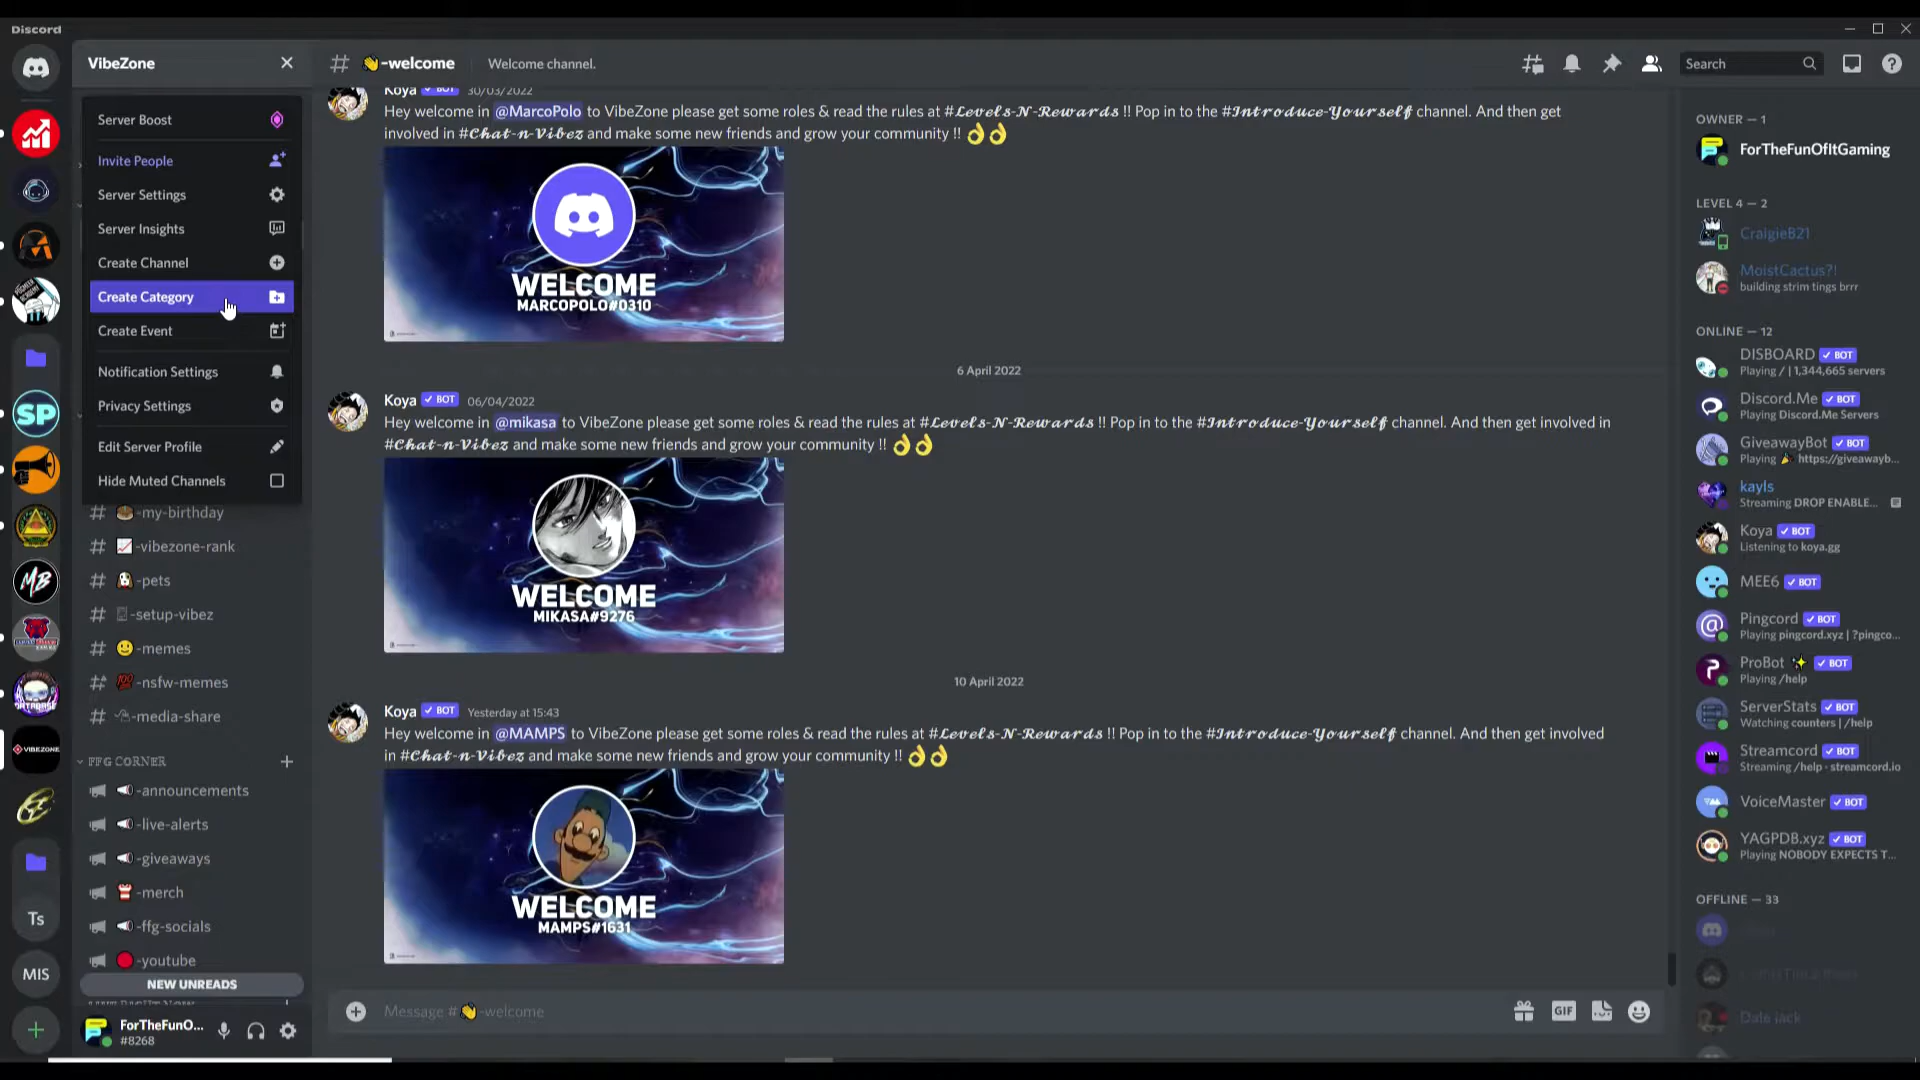 Discord
VibeZone
Server Boost
Invite People
Server Settings
Server Insights
Create Channel
Create Category
Create Event
Notification Settings
Privacy Settings
Edit Server Profile
Hide Muted Channels
-my-birthday
-vibezone-rank
-pets
-setup-vibez
-memes
-nsfw-memes
-media-share
FFG CORNER
-announcements
-live-alerts
-giveaways
-merch
-ffg-socials
-youtube
NEW UNREADS
ForTheFunO...
#8268
SP
MB
VIBEZONE
Ts
MIS
# 👋-welcome
Welcome channel.
Search
Koya BOT 30/03/2022
Hey welcome in @MarcoPolo to VibeZone please get some roles & read the rules at #𝓛𝓮𝓿𝓮𝓵𝓼-𝓝-𝓡𝓮𝔀𝓪𝓻𝓭𝓼 !! Pop in to the #𝓘𝓷𝓽𝓻𝓸𝓭𝓾𝓬𝓮-𝓨𝓸𝓾𝓻𝓼𝓮𝓵𝓯 channel. And then get
involved in #𝓒𝓱𝓪𝓽-𝓷-𝓥𝓲𝓫𝓮𝔃 and make some new friends and grow your community !! 👌👌
WELCOME
MARCOPOLO#0310
6 April 2022
Koya BOT 06/04/2022
Hey welcome in @mikasa to VibeZone please get some roles & read the rules at #𝓛𝓮𝓿𝓮𝓵𝓼-𝓝-𝓡𝓮𝔀𝓪𝓻𝓭𝓼 !! Pop in to the #𝓘𝓷𝓽𝓻𝓸𝓭𝓾𝓬𝓮-𝓨𝓸𝓾𝓻𝓼𝓮𝓵𝓯 channel. And then get involved in
#𝓒𝓱𝓪𝓽-𝓷-𝓥𝓲𝓫𝓮𝔃 and make some new friends and grow your community !! 👌👌
WELCOME
MIKASA#9276
10 April 2022
Koya BOT Yesterday at 15:43
Hey welcome in @MAMPS to VibeZone please get some roles & read the rules at #𝓛𝓮𝓿𝓮𝓵𝓼-𝓝-𝓡𝓮𝔀𝓪𝓻𝓭𝓼 !! Pop in to the #𝓘𝓷𝓽𝓻𝓸𝓭𝓾𝓬𝓮-𝓨𝓸𝓾𝓻𝓼𝓮𝓵𝓯 channel. And then get involved
in #𝓒𝓱𝓪𝓽-𝓷-𝓥𝓲𝓫𝓮𝔃 and make some new friends and grow your community !! 👌👌
WELCOME
MAMPS#1631
Message #👋-welcome
GIF
OWNER — 1
ForTheFunOfItGaming
LEVEL 4 — 2
CraigieB21
MoistCactus?!
building strim tings brrr
ONLINE — 12
DISBOARD BOT
Playing / | 1,344,665 servers
Discord.Me BOT
Playing Discord.Me Servers
GiveawayBot BOT
Playing 🎉 https://giveawayb...
kayls
Streaming DROP ENABLE...
Koya BOT
Listening to koya.gg
MEE6 BOT
Pingcord BOT
Playing pingcord.xyz | ?pingco...
ProBot ✨ BOT
Playing /help
ServerStats BOT
Watching counters | /help
Streamcord BOT
Streaming /help - streamcord.io
VoiceMaster BOT
YAGPDB.xyz BOT
Playing NOBODY EXPECTS T...
OFFLINE — 33
Dale Jack